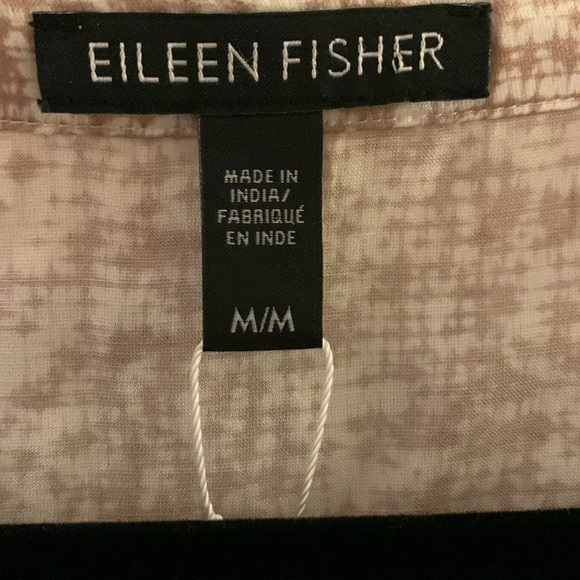 EILEEN FISHER
MADE IN
INDIA/
FABRIQUÉ
EN INDE
M/M